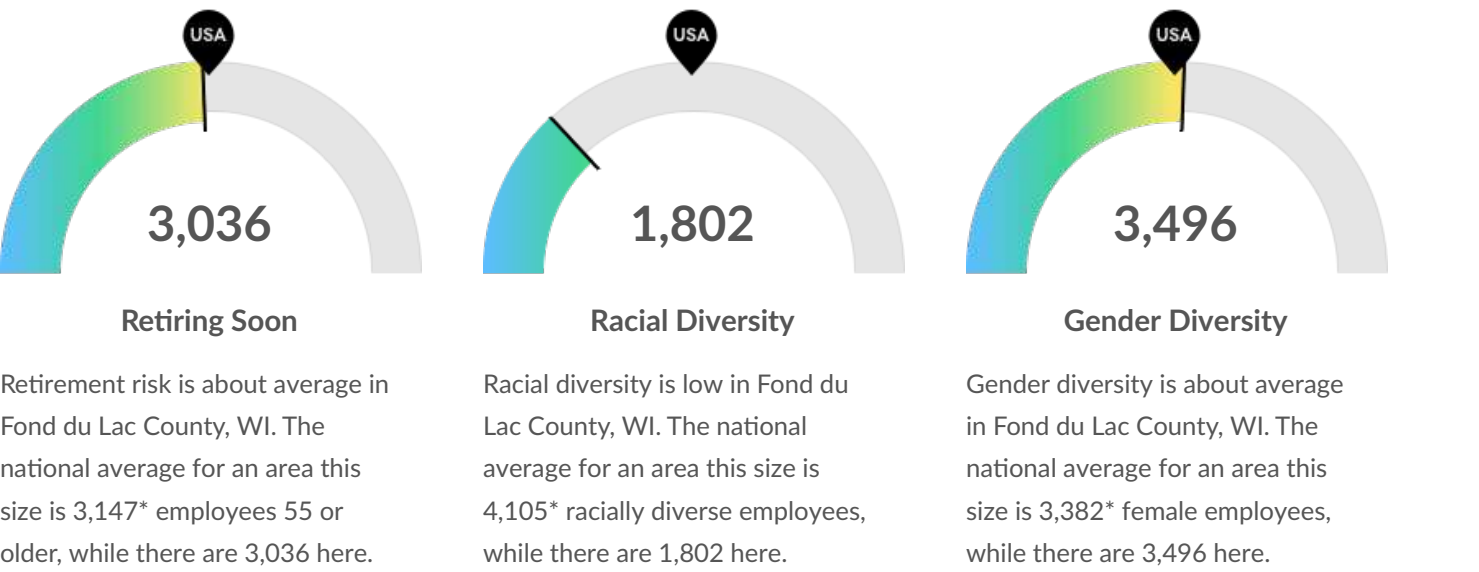 USA
3,036
Retiring Soon
Retirement risk is about average in
Fond du Lac County, WI. The
national average for an area this
size is 3,147* employees 55 or
older, while there are 3,036 here.
USA
1,802
Racial Diversity
Racial diversity is low in Fond du
Lac County, WI. The national
average for an area this size is
4,105* racially diverse employees,
while there are 1,802 here.
USA
3,496
Gender Diversity
Gender diversity is about average
in Fond du Lac County, WI. The
national average for an area this
size is 3,382* female employees,
while there are 3,496 here.